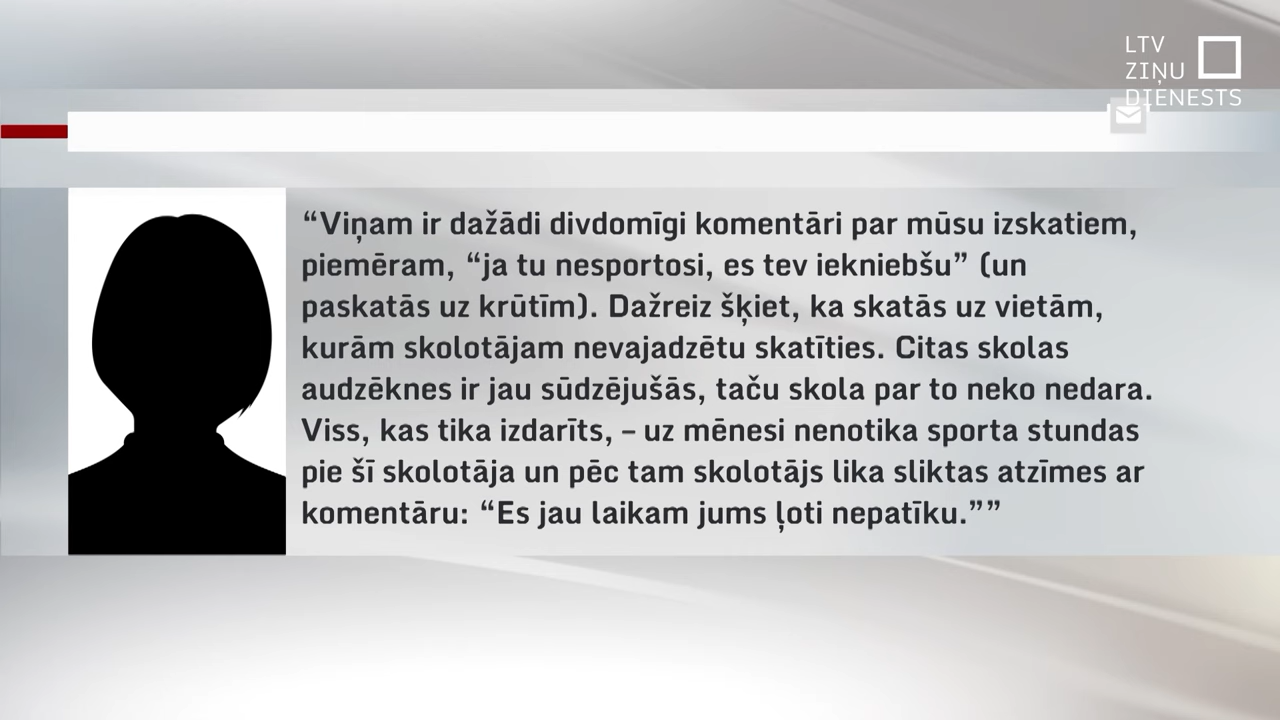 LTV
ZIŅU
DIENESTS
“Viņam ir dažādi divdomīgi komentāri par mūsu izskatiem,
piemēram, “ja tu nesportosi, es tev iekniebšu” (un
paskatās uz krūtīm). Dažreiz šķiet, ka skatās uz vietām,
kurām skolotājam nevajadzētu skatīties. Citas skolas
audzēknes ir jau sūdzējušās, taču skola par to neko nedara.
Viss, kas tika izdarīts, – uz mēnesi nenotika sporta stundas
pie šī skolotāja un pēc tam skolotājs lika sliktas atzīmes ar
komentāru: “Es jau laikam jums ļoti nepatīku.””